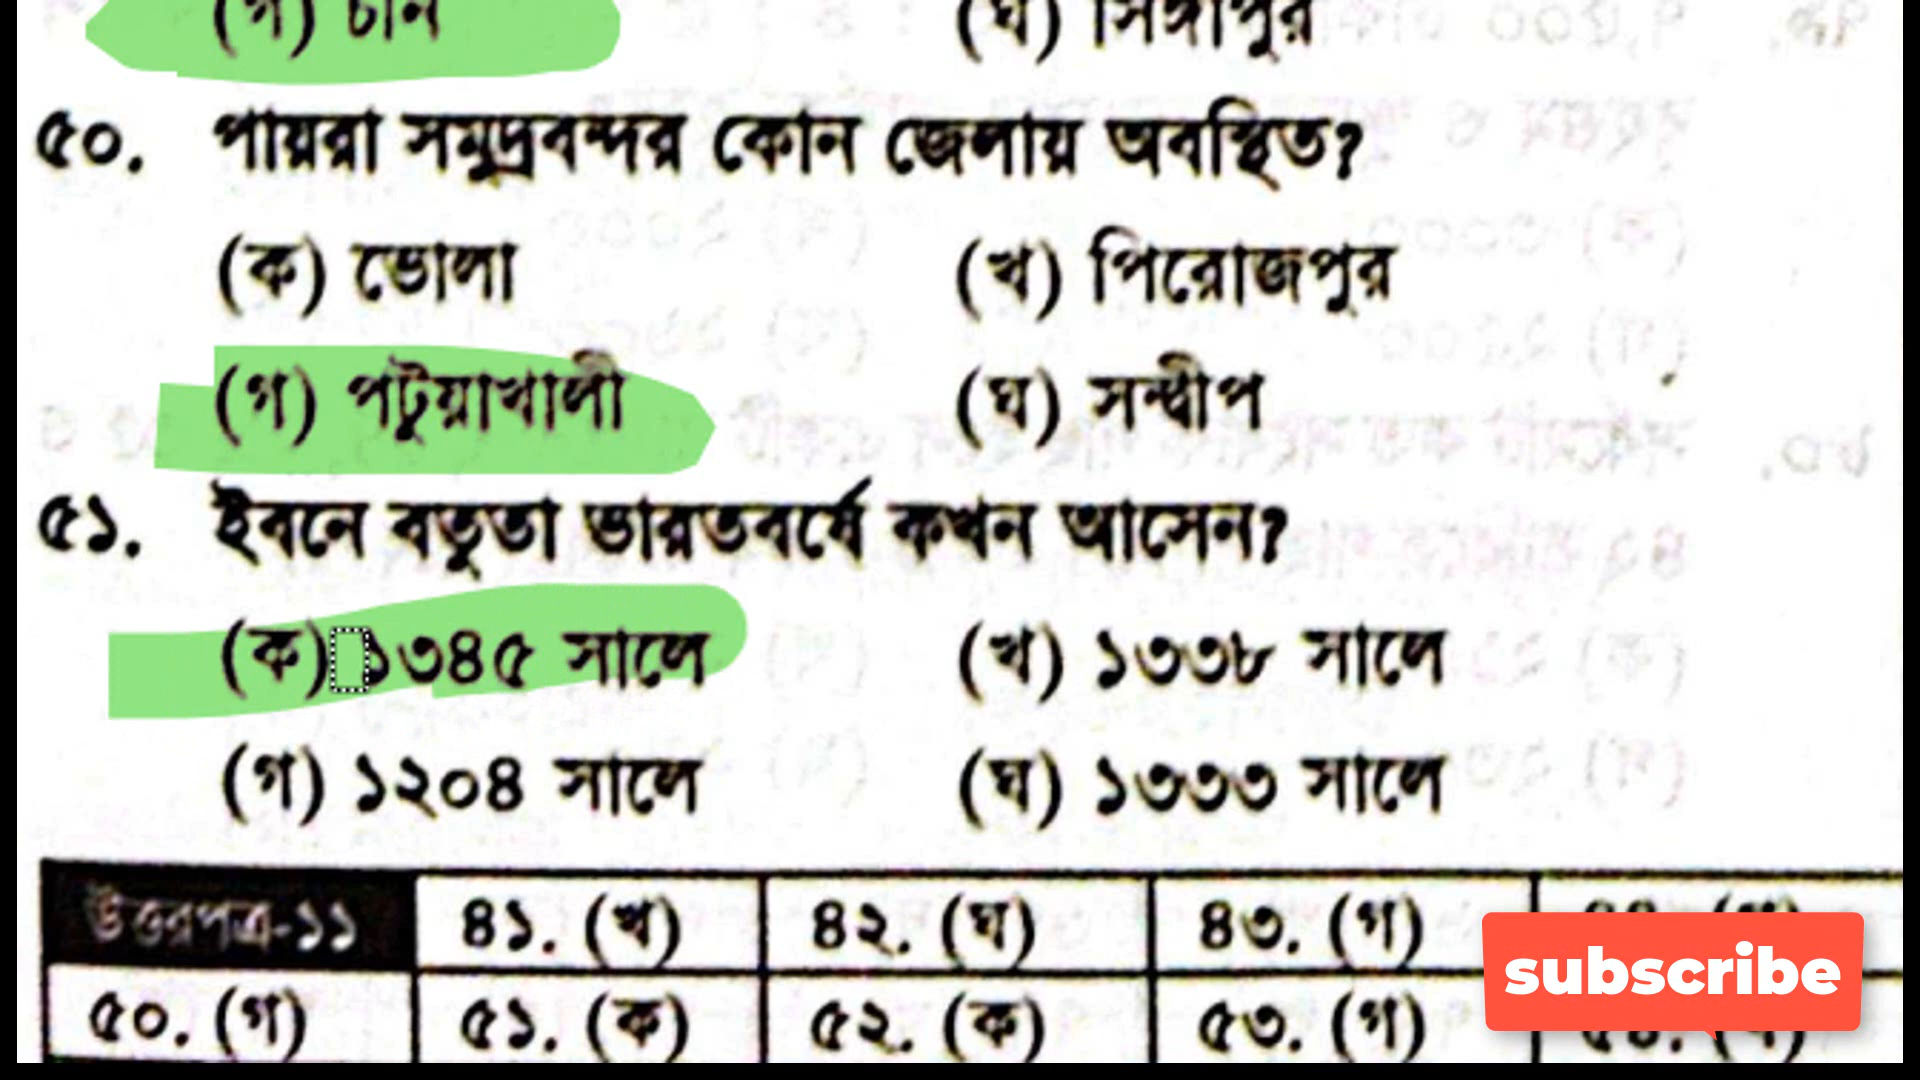 (গ) চীন (ঘ) সিঙ্গাপুর
৫০. পায়রা সমুদ্রবন্দর কোন জেলায় অবস্থিত?
(ক) ভোলা (খ) পিরোজপুর
(গ) পটুয়াখালী (ঘ) সন্দ্বীপ
৫১. ইবনে বতুতা ভারতবর্ষে কখন আসেন?
(ক) ১৩৪৫ সালে (খ) ১৩৩৮ সালে
(গ) ১২০৪ সালে (ঘ) ১৩৩৩ সালে
উত্তরপত্র-১১ ৪১. (খ) ৪২. (ঘ) ৪৩. (গ)
৫০. (গ) ৫১. (ক) ৫২. (ক) ৫৩. (গ)
subscribe